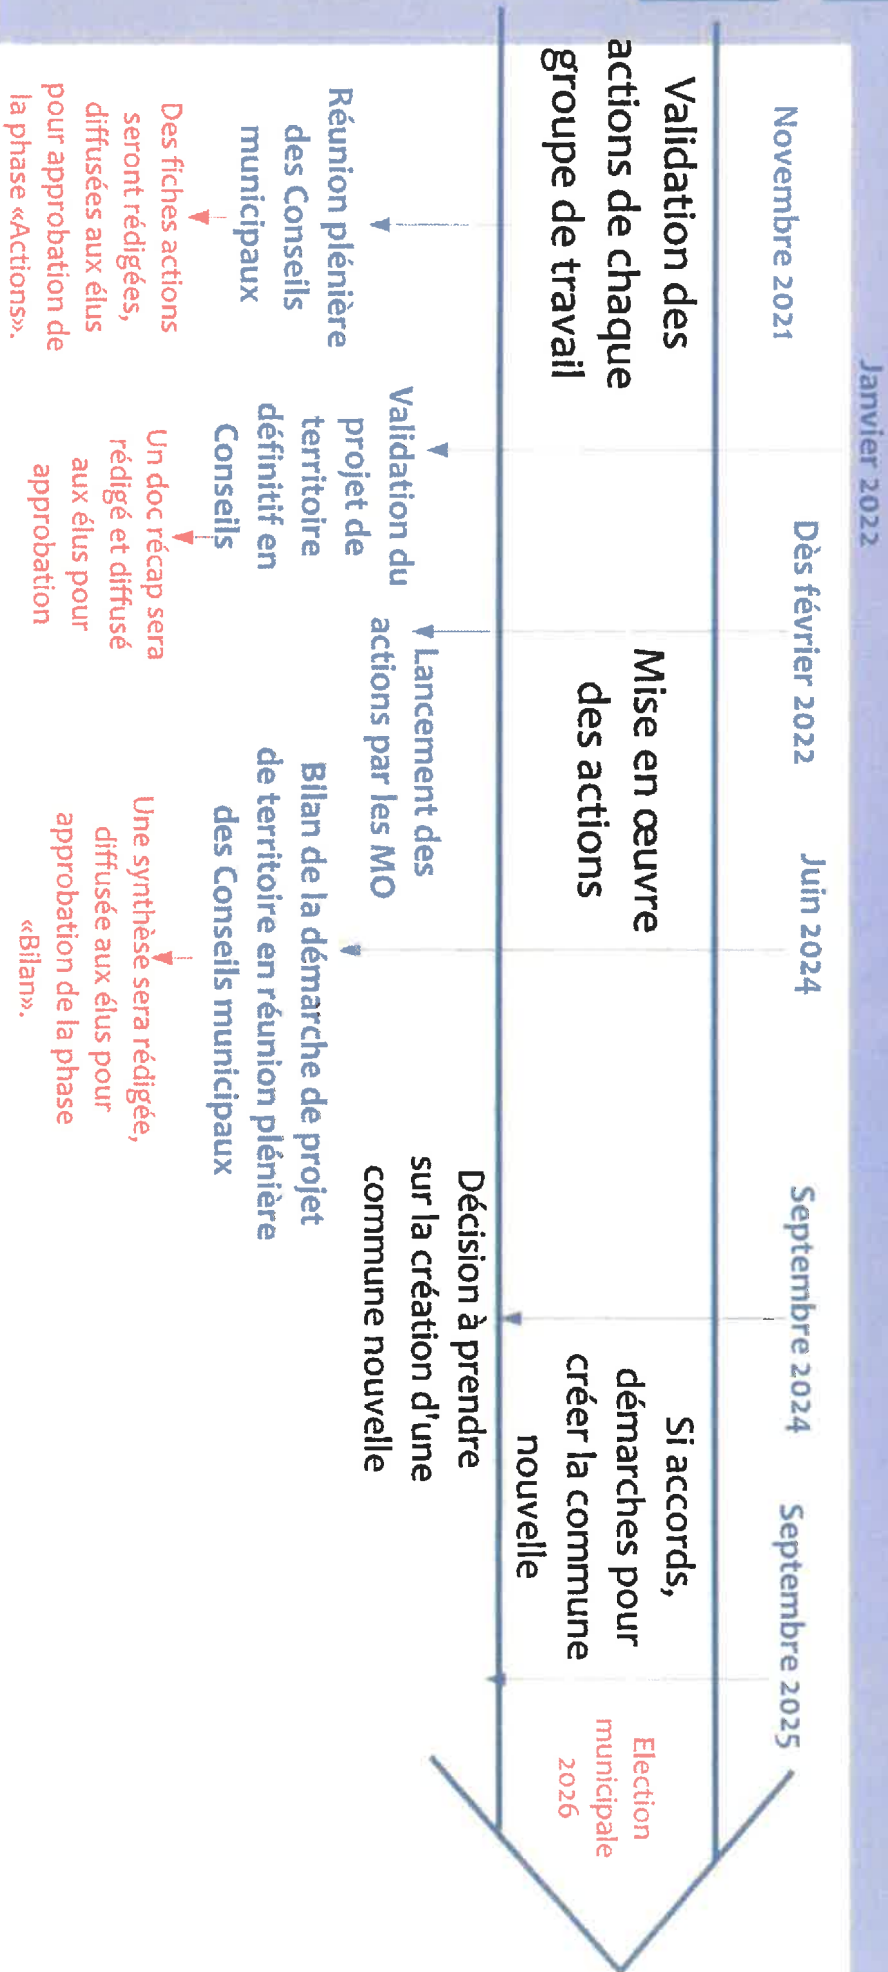 Janvier 2022
Novembre 2021
Dès février 2022
Juin 2024
Septembre 2024
Septembre 2025
Validation des
actions de chaque
groupe de travail
Mise en œuvre
des actions
Si accords,
démarches pour
créer la commune
nouvelle
Election
municipale
2026
Réunion plénière
des Conseils
municipaux
Des fiches actions
seront rédigées,
diffusées aux élus
pour approbation de
la phase «Actions».
Validation du
projet de
territoire
définitif en
Conseils
Un doc récap sera
rédigé et diffusé
aux élus pour
approbation
Lancement des
actions par les MO
Bilan de la démarche de projet
de territoire en réunion plénière
des Conseils municipaux
Une synthèse sera rédigée,
diffusée aux élus pour
approbation de la phase
«Bilan».
Décision à prendre
sur la création d'une
commune nouvelle